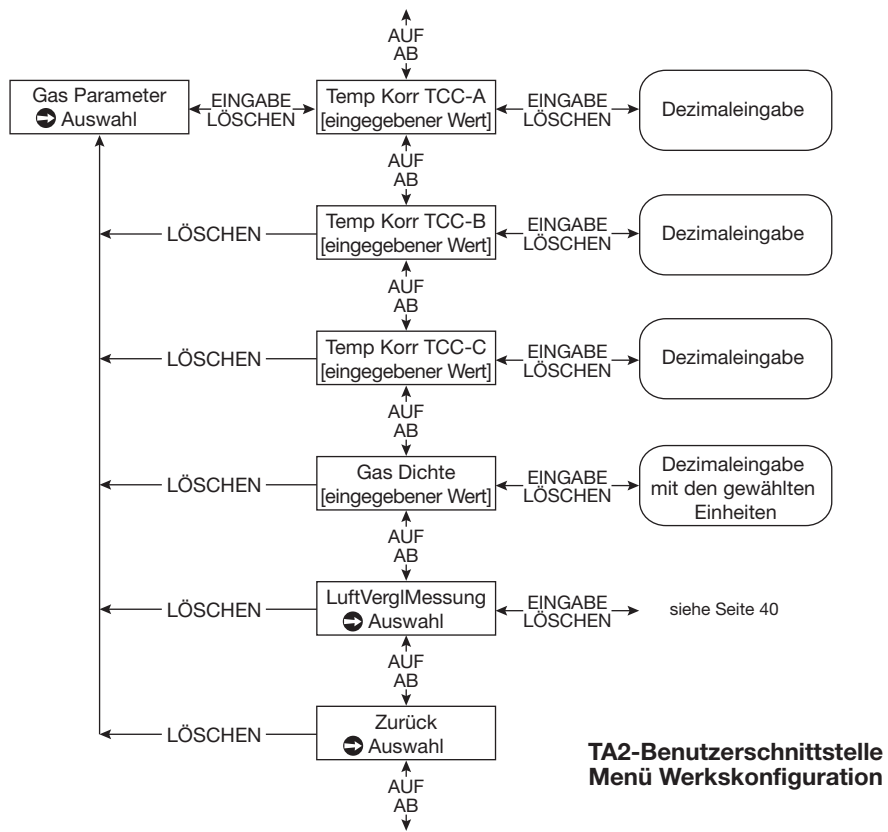 AUF
AB
Gas Parameter
Auswahl
EINGABE
LÖSCHEN
Temp Korr TCC-A
[eingegebener Wert]
EINGABE
LÖSCHEN
Dezimaleingabe
AUF
AB
LÖSCHEN
Temp Korr TCC-B
[eingegebener Wert]
EINGABE
LÖSCHEN
Dezimaleingabe
AUF
AB
LÖSCHEN
Temp Korr TCC-C
[eingegebener Wert]
EINGABE
LÖSCHEN
Dezimaleingabe
AUF
AB
LÖSCHEN
Gas Dichte
[eingegebener Wert]
EINGABE
LÖSCHEN
Dezimaleingabe
mit den gewählten
Einheiten
AUF
AB
LÖSCHEN
LuftVerglMessung
Auswahl
EINGABE
LÖSCHEN
siehe Seite 40
AUF
AB
LÖSCHEN
Zurück
Auswahl
AUF
AB
TA2-Benutzerschnittstelle
Menü Werkskonfiguration